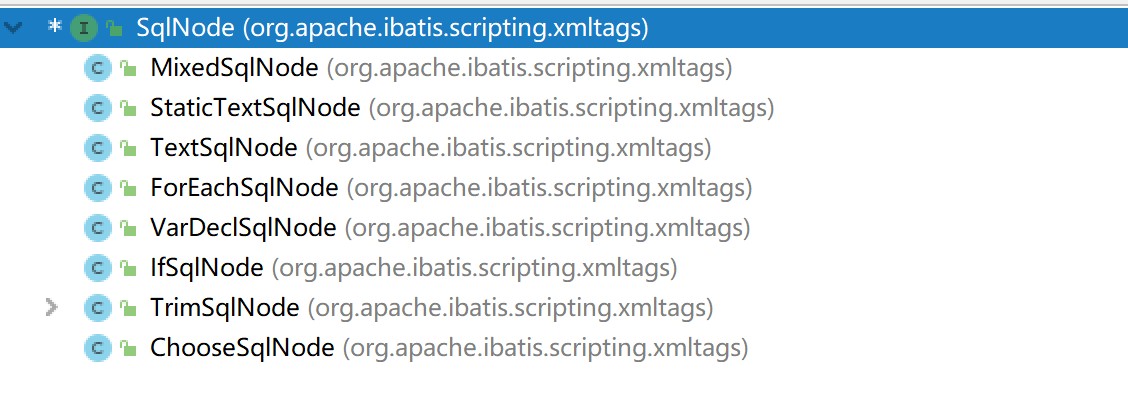 * I SqlNode (org.apache.ibatis.scripting.xmltags)
C MixedSqlNode (org.apache.ibatis.scripting.xmltags)
C StaticTextSqlNode (org.apache.ibatis.scripting.xmltags)
C TextSqlNode (org.apache.ibatis.scripting.xmltags)
C ForEachSqlNode (org.apache.ibatis.scripting.xmltags)
C VarDeclSqlNode (org.apache.ibatis.scripting.xmltags)
C IfSqlNode (org.apache.ibatis.scripting.xmltags)
C TrimSqlNode (org.apache.ibatis.scripting.xmltags)
C ChooseSqlNode (org.apache.ibatis.scripting.xmltags)